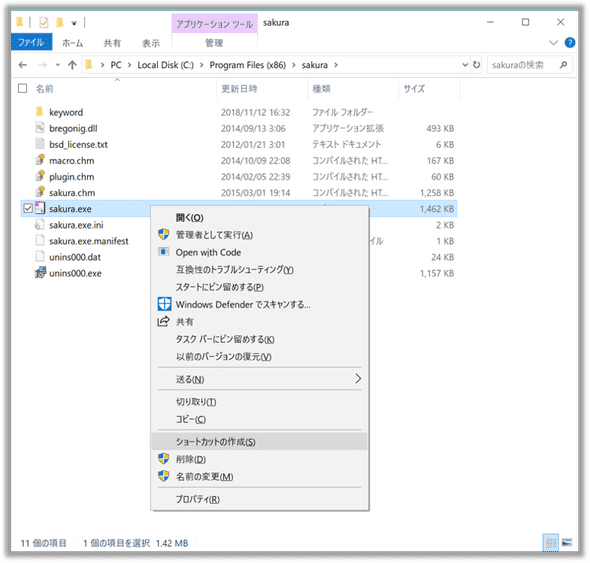 アプリケーション ツール sakura
ファイル ホーム 共有 表示 管理
PC › Local Disk (C:) › Program Files (x86) › sakura › sakuraの検索
名前 更新日時 種類 サイズ
keyword 2018/11/12 16:32 ファイル フォルダー
bregonig.dll 2014/09/13 3:06 アプリケーション拡張 493 KB
bsd_license.txt 2012/01/21 3:01 テキスト ドキュメント 6 KB
macro.chm 2014/10/09 22:08 コンパイルされた HT... 167 KB
plugin.chm 2014/02/05 22:39 コンパイルされた HT... 60 KB
sakura.chm 2015/03/01 19:14 コンパイルされた HT... 1,258 KB
sakura.exe 1,462 KB
sakura.exe.ini 2 KB
sakura.exe.manifest イル 1 KB
unins000.dat 24 KB
unins000.exe 1,157 KB
開く(O)
管理者として実行(A)
Open with Code
互換性のトラブルシューティング(Y)
スタートにピン留めする(P)
Windows Defender でスキャンする...
共有
タスク バーにピン留めする(K)
以前のバージョンの復元(V)
送る(N)
切り取り(T)
コピー(C)
ショートカットの作成(S)
削除(D)
名前の変更(M)
プロパティ(R)
11 個の項目 1 個の項目を選択 1.42 MB